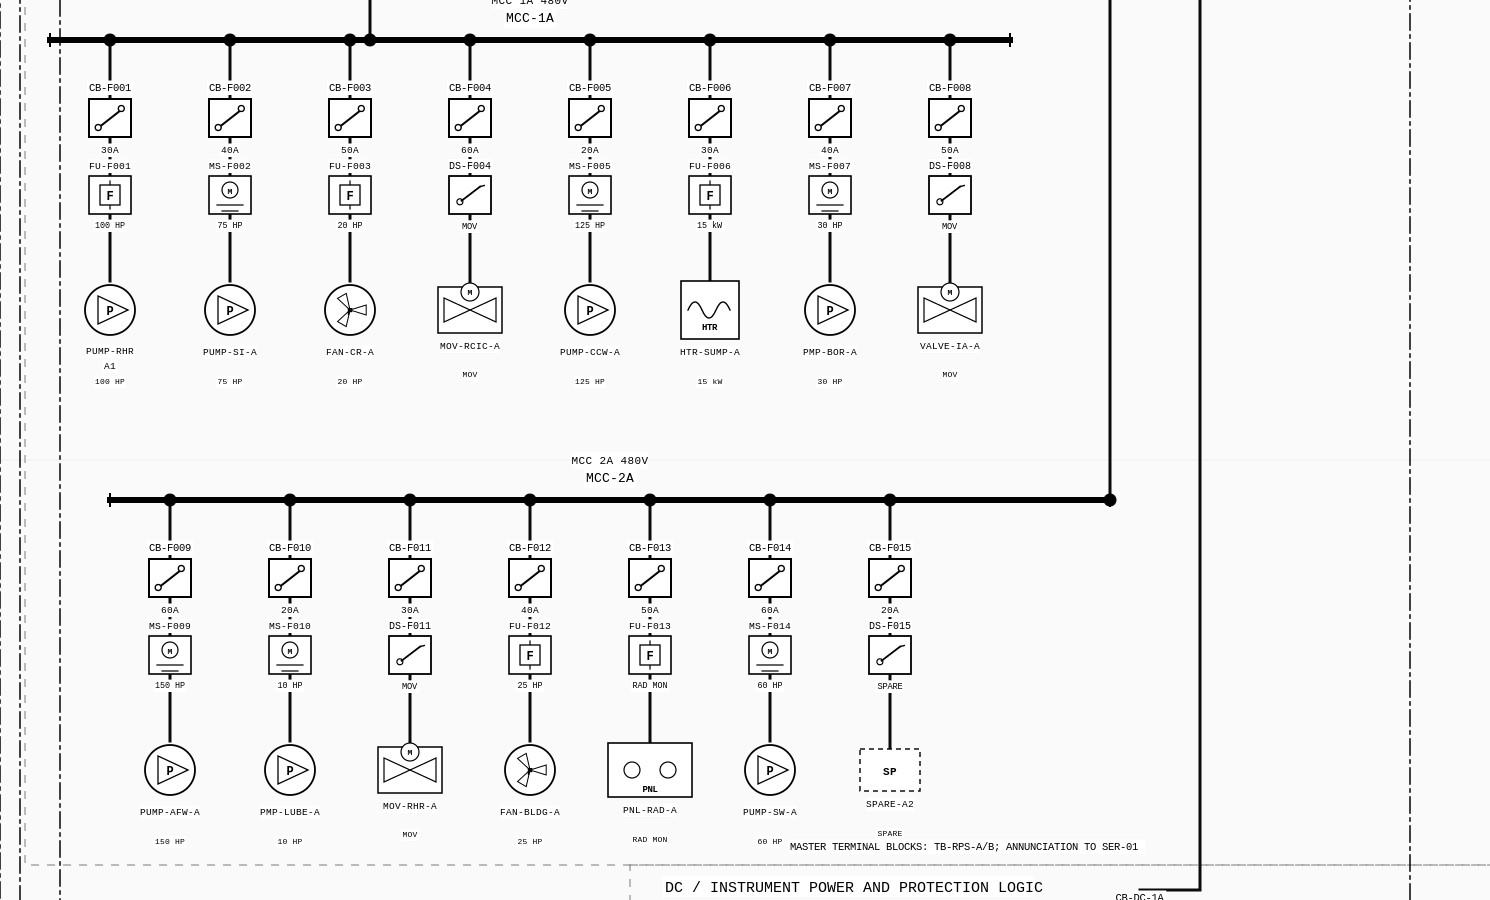 MCC 1A 480V
MCC-1A
CB-F001 CB-F002 CB-F003 CB-F004 CB-F005 CB-F006 CB-F007 CB-F008
30A 40A 50A 60A 20A 30A 40A 50A
FU-F001 MS-F002 FU-F003 DS-F004 MS-F005 FU-F006 MS-F007 DS-F008
F M F M F M
100 HP 75 HP 20 HP MOV 125 HP 15 kW 30 HP MOV
M M
P P P P
HTR
PUMP-RHR PUMP-SI-A FAN-CR-A MOV-RCIC-A PUMP-CCW-A HTR-SUMP-A PMP-BOR-A VALVE-IA-A
A1
100 HP 75 HP 20 HP MOV 125 HP 15 kW 30 HP MOV
MCC 2A 480V
MCC-2A
CB-F009 CB-F010 CB-F011 CB-F012 CB-F013 CB-F014 CB-F015
60A 20A 30A 40A 50A 60A 20A
MS-F009 MS-F010 DS-F011 FU-F012 FU-F013 MS-F014 DS-F015
M M F F M
150 HP 10 HP MOV 25 HP RAD MON 60 HP SPARE
M
P P P SP
PNL
PUMP-AFW-A PMP-LUBE-A MOV-RHR-A FAN-BLDG-A PNL-RAD-A PUMP-SW-A SPARE-A2
150 HP 10 HP MOV 25 HP RAD MON 60 HP SPARE
MASTER TERMINAL BLOCKS: TB-RPS-A/B; ANNUNCIATION TO SER-01
DC / INSTRUMENT POWER AND PROTECTION LOGIC
CB-DC-1A